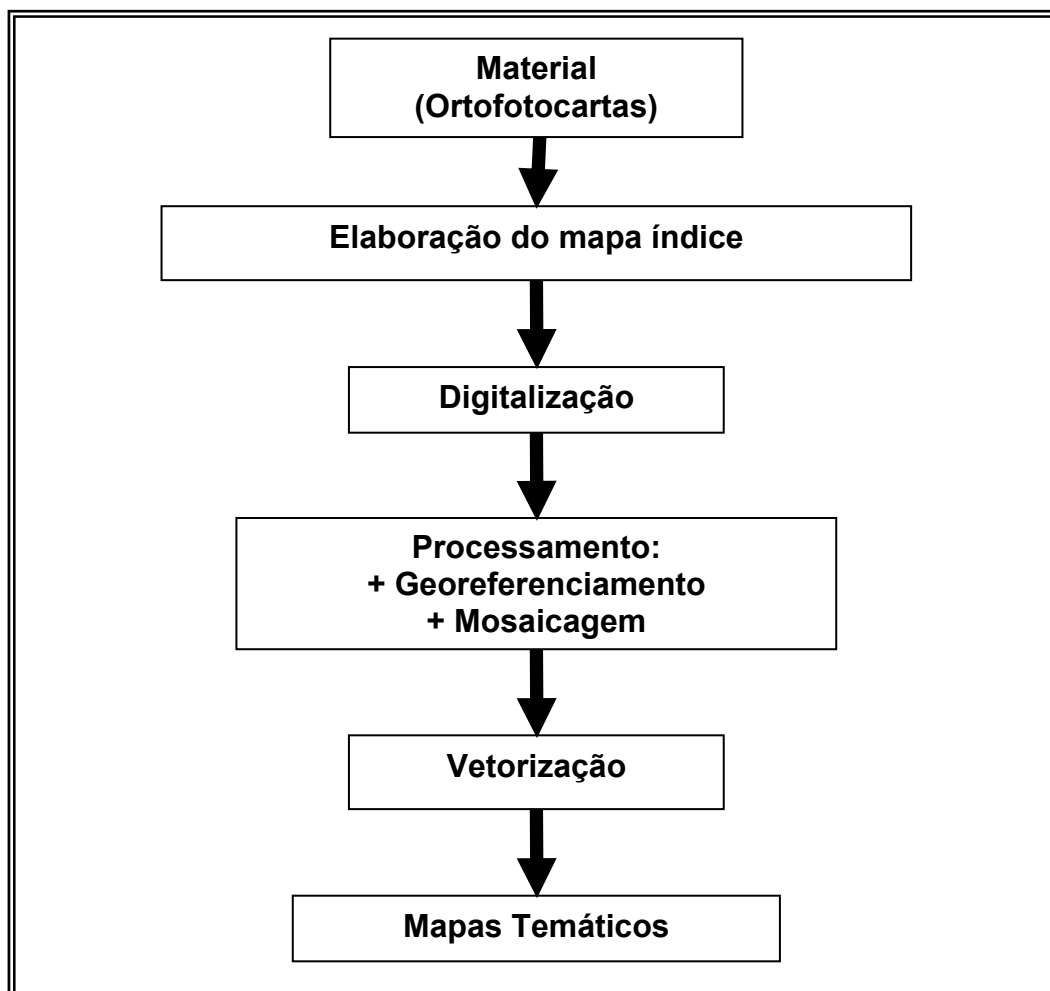 Material
(Ortofotocartas)
Elaboração do mapa índice
Digitalização
Processamento:
+ Georeferenciamento
+ Mosaicagem
Vetorização
Mapas Temáticos